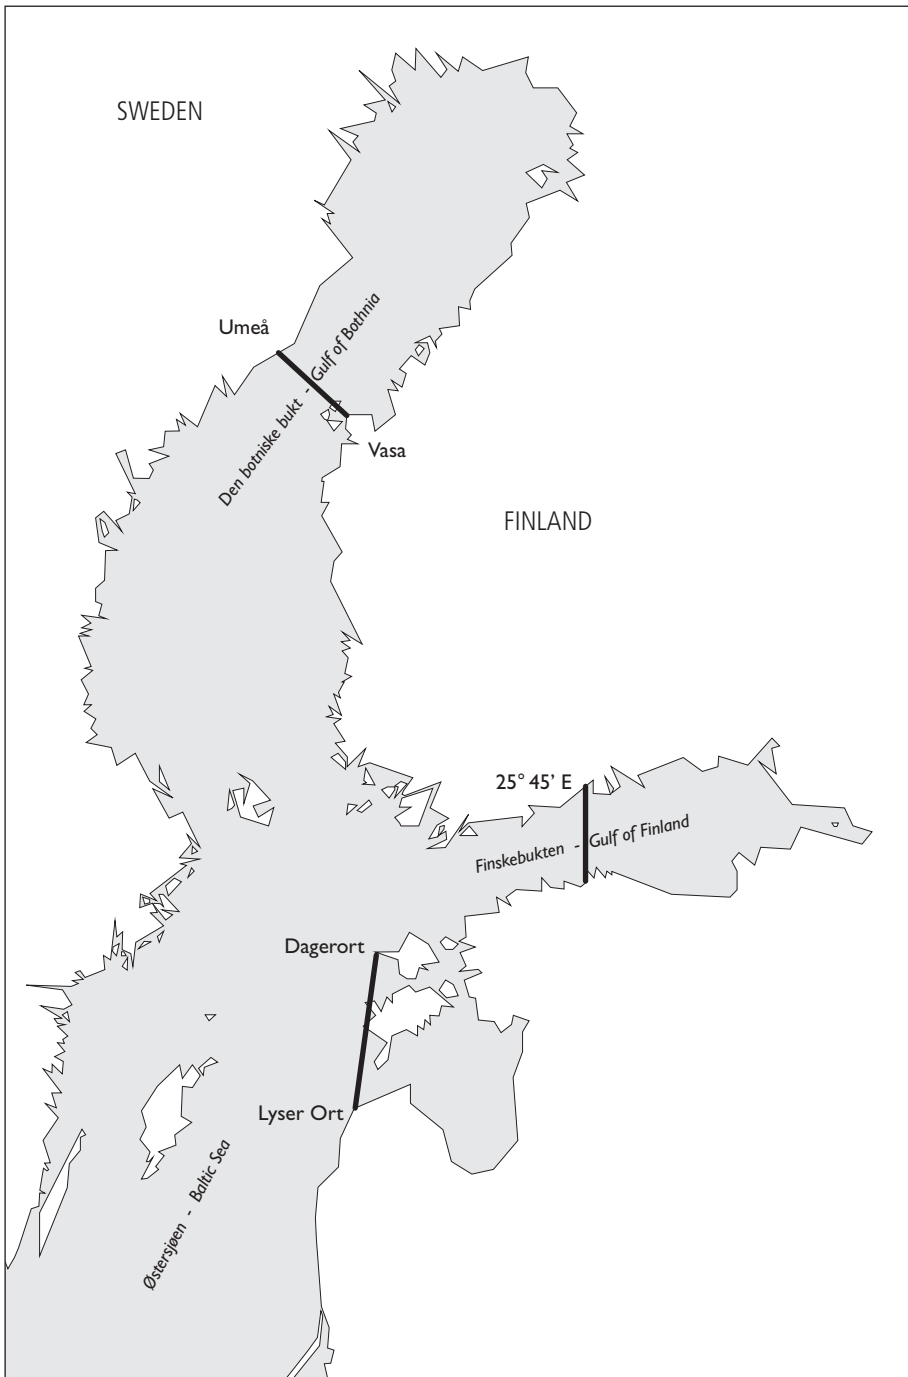 SWEDEN
Umeå
Den botniske bukt - Gulf of Bothnia
Vasa
FINLAND
25° 45’ E
Finskebukten - Gulf of Finland
Dagerort
Lyser Ort
Østersjøen - Baltic Sea